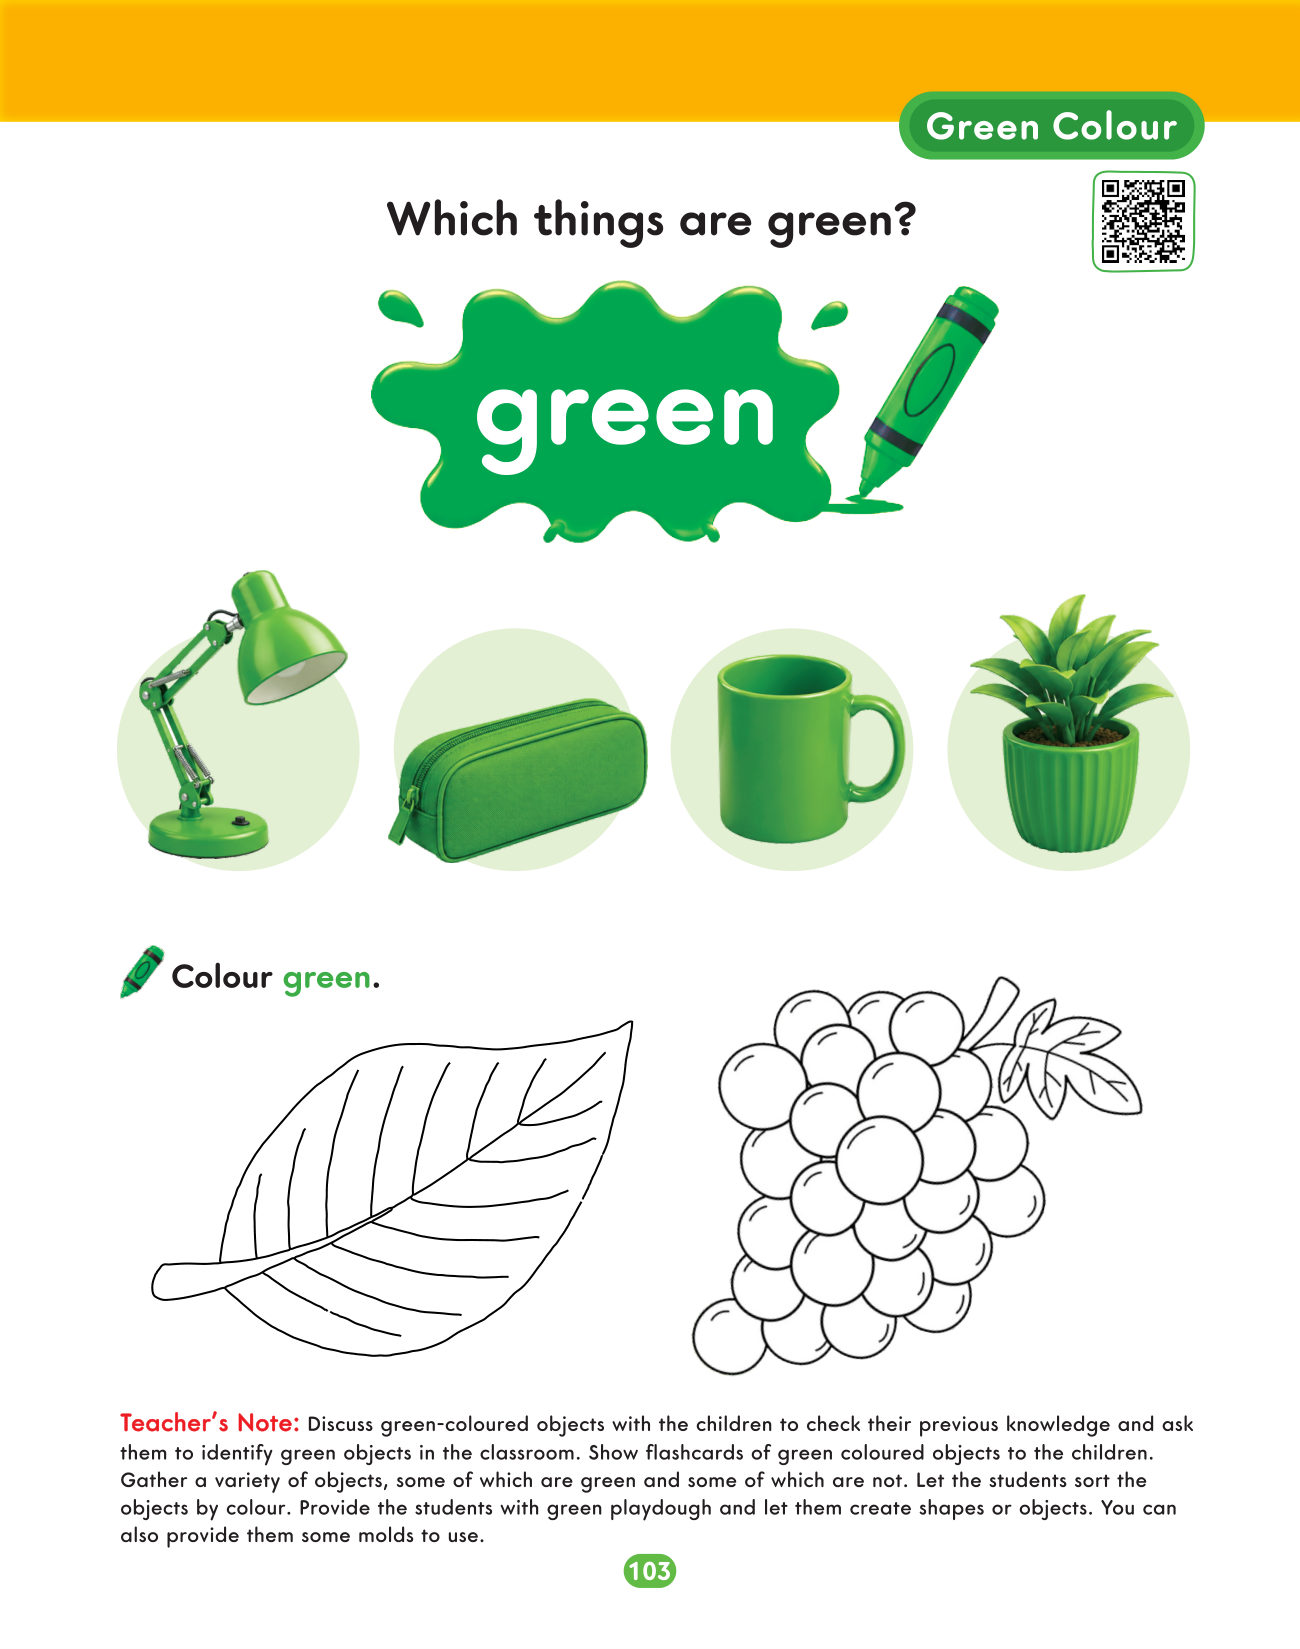 Green Colour
Which things are green?
green
Colour green.
Teacher's Note: Discuss green-coloured objects with the children to check their previous knowledge and ask
them to identify green objects in the classroom. Show flashcards of green coloured objects to the children.
Gather a variety of objects, some of which are green and some of which are not. Let the students sort the
objects by colour. Provide the students with green playdough and let them create shapes or objects. You can
also provide them some molds to use.
103